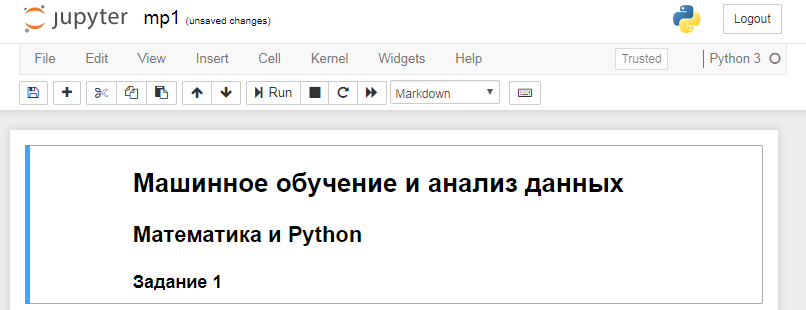 jupyter mp1 (unsaved changes) Logout
File Edit View Insert Cell Kernel Widgets Help Trusted Python 3
Run Markdown
Машинное обучение и анализ данных
Математика и Python
Задание 1